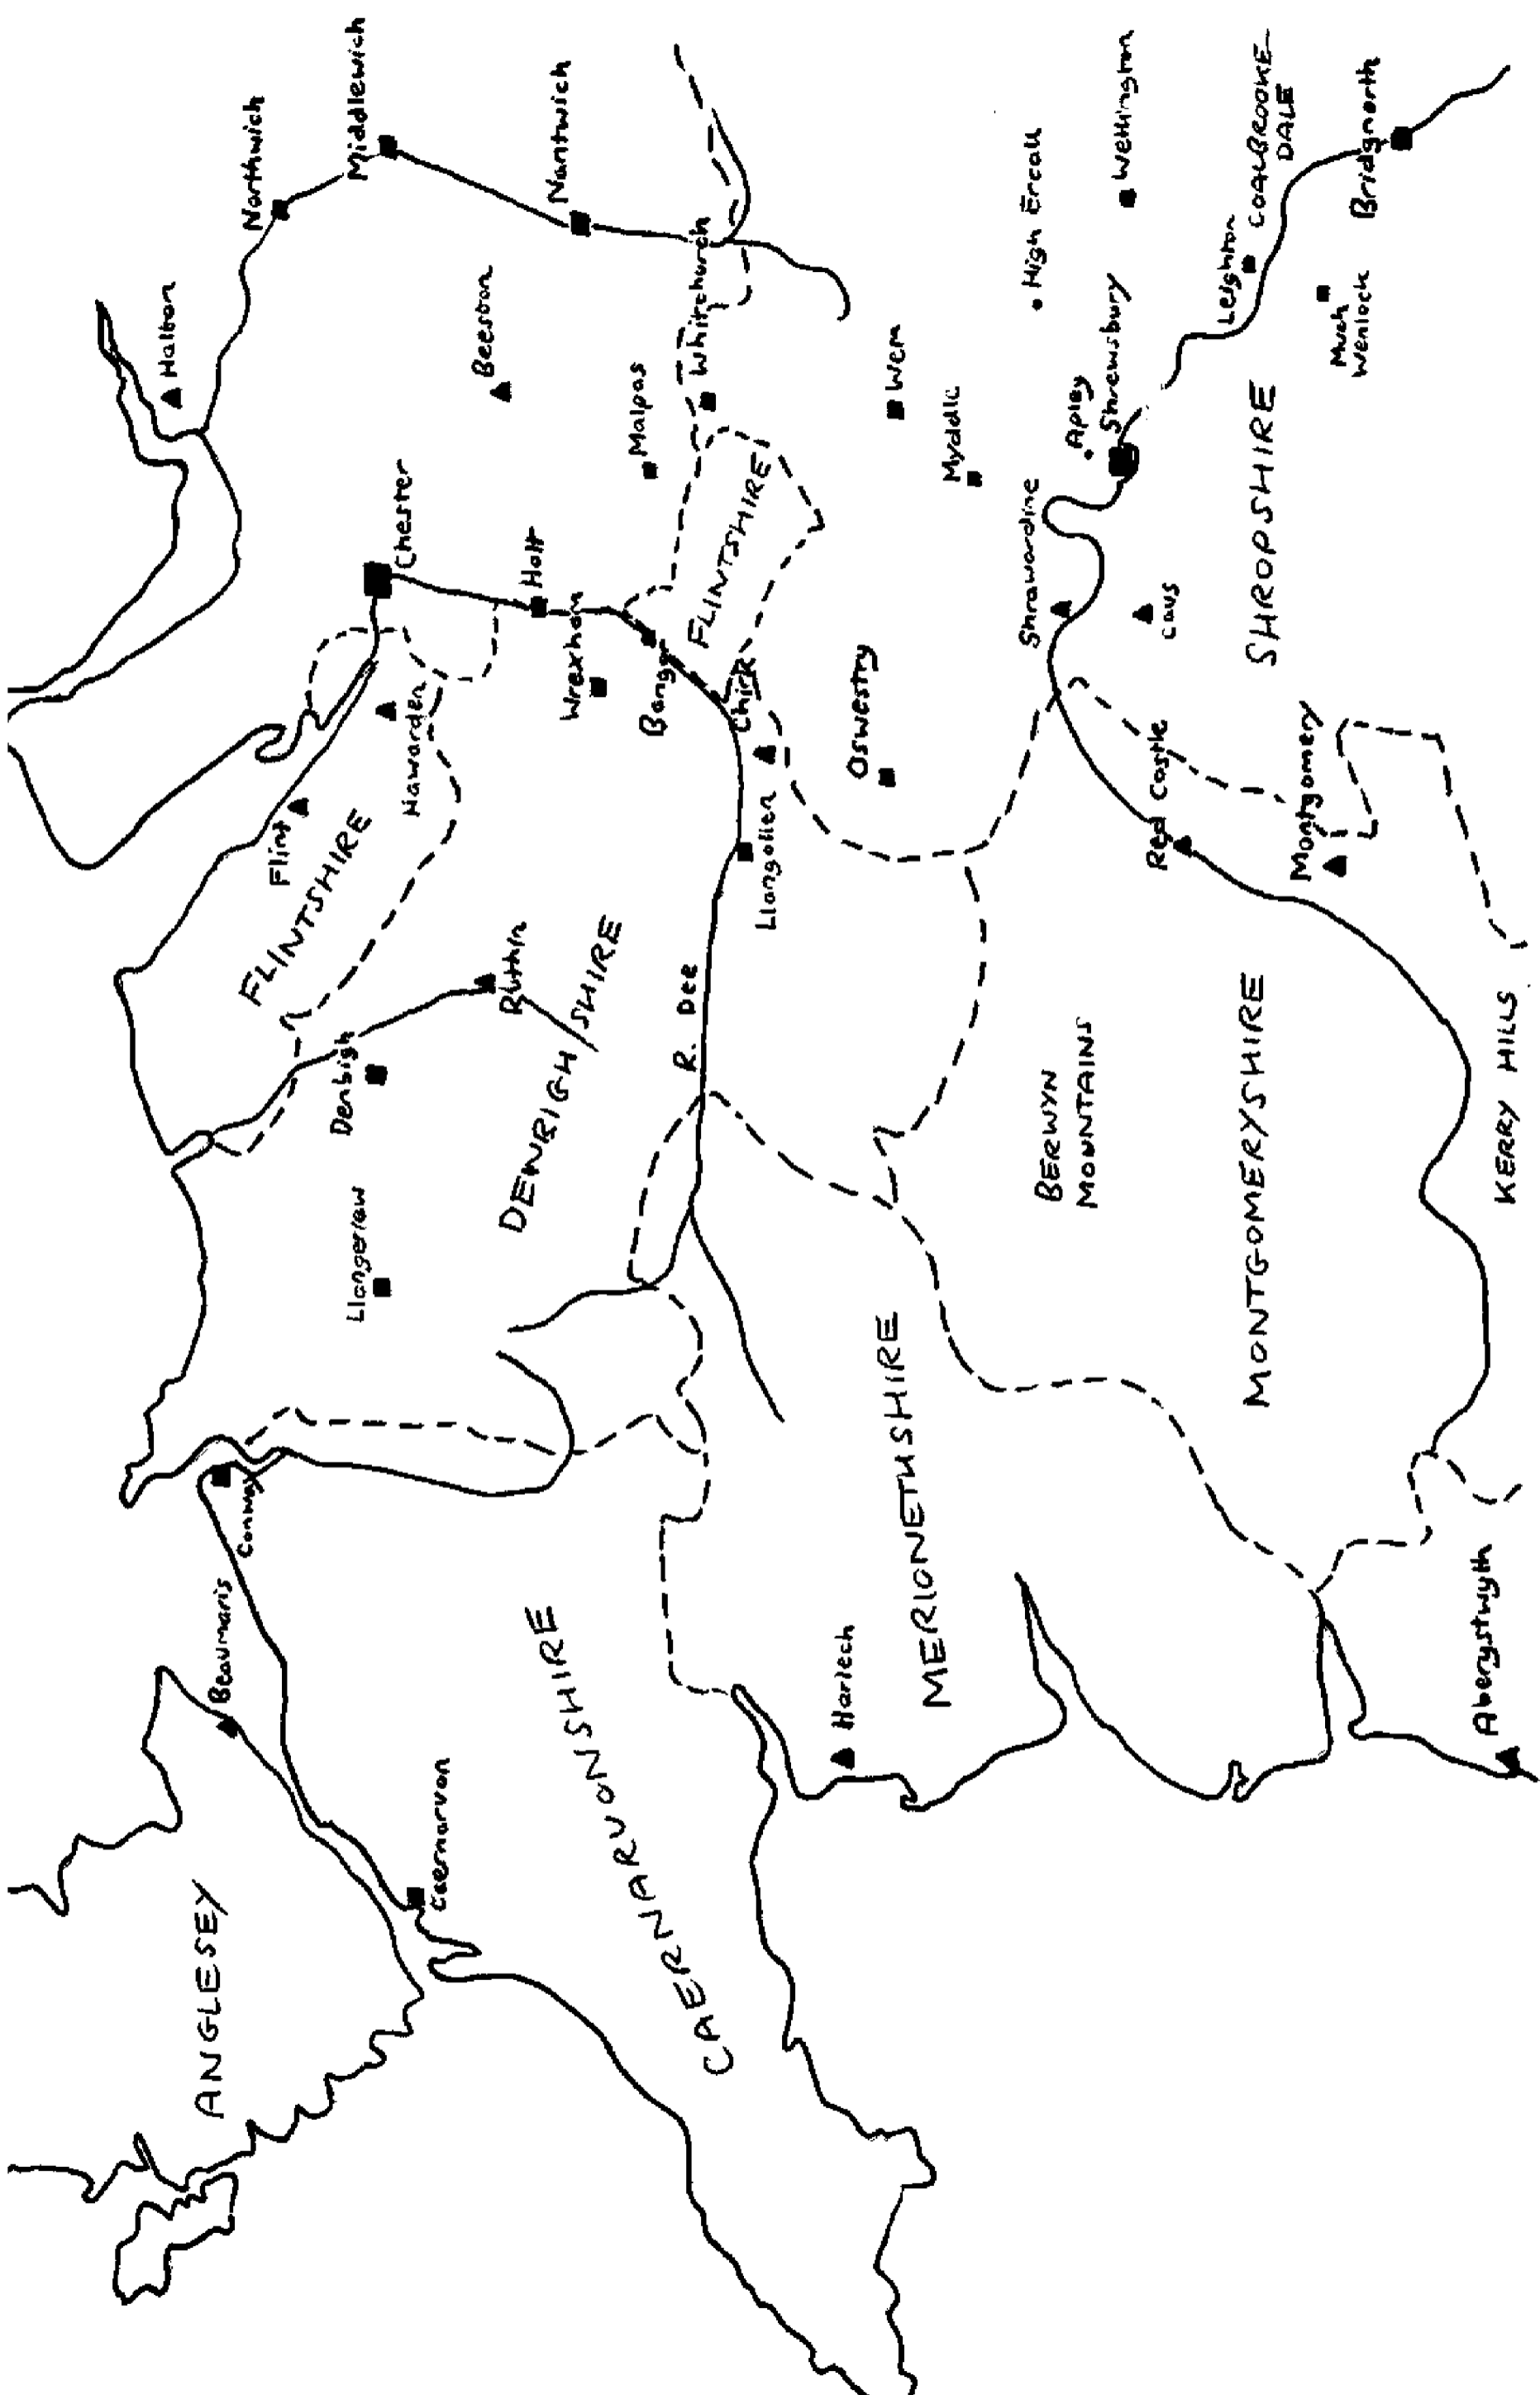 ANGLESEY
Beaumaris
Conway
Caernarvon
CAERNARVONSHIRE
Harlech
MERIONETHSHIRE
Aberystwyth
Llangerlew
Denbigh
DENBIGH/SHIRE
Ruthin
FLINTSHIRE
Flint
Hawarden
Chester
Halton
Northwich
Middlewich
Nantwich
Beeston
Malpas
Whitchurch
Holt
Wrexham
Bangor
FLINTSHIRE
Chirk
Llangollen
R. Dee
Oswestry
Wem
Myddle
High Ercall
Wellington
Apley
Shrewsbury
Shrawardine
Caus
Leighton
COALBROOKE
DALE
Much
Wenlock
Bridgnorth
SHROPSHIRE
Red Castle
Montgomery
BERWYN
MOUNTAINS
MONTGOMERYSHIRE
KERRY HILLS